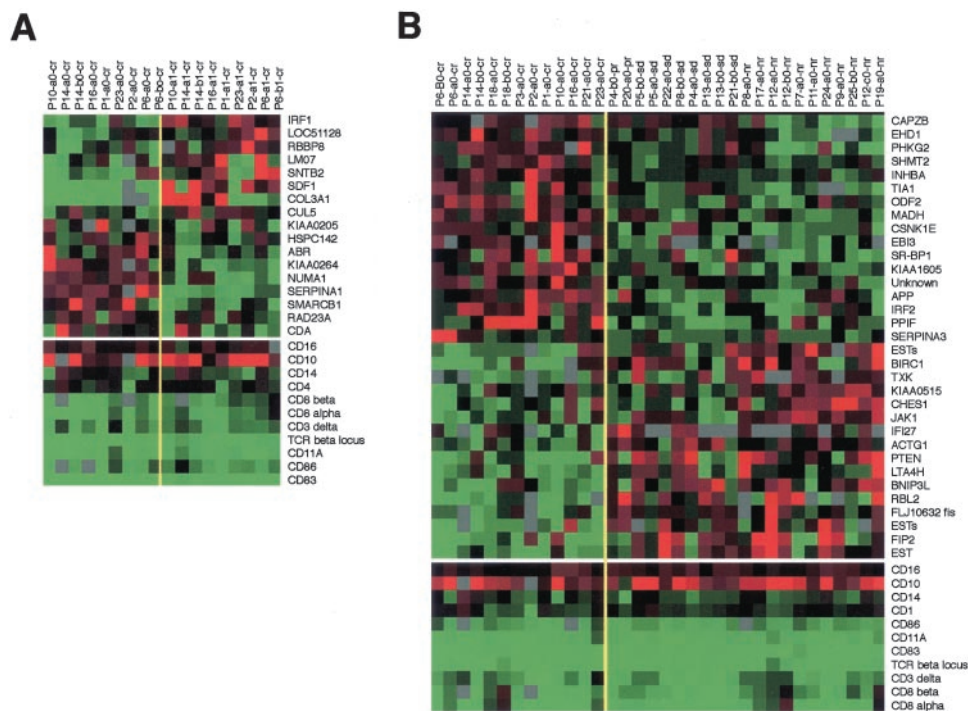 A
B
P10-a0-cr
P14-a0-cr
P14-b0-cr
P16-a0-cr
P1-a0-cr
P23-a0-cr
P2-a0-cr
P6-a0-cr
P6-bo-cr
P10-a1-cr
P14-a1-cr
P14-b1-cr
P16-a1-cr
P1-a1-cr
P23-a1-cr
P2-a1-cr
P6-a1-cr
P6-b1-cr
IRF1
LOC51128
RBBP8
LM07
SNTB2
SDF1
COL3A1
CUL5
KIAA0205
HSPC142
ABR
KIAA0264
NUMA1
SERPINA1
SMARCB1
RAD23A
CDA
CD16
CD10
CD14
CD4
CD8 beta
CD8 alpha
CD3 delta
TCR beta locus
CD11A
CD86
CD83
P6-B0-cr
P6-a0-cr
P14-a0-cr
P14-b0-cr
P18-a0-cr
P18-b0-cr
P3-a0-cr
P2-a0-cr
P1-a0-cr
P10-a0-cr
P16-a0-cr
P21-a0-cr
P23-a0-cr
P4-b0-pr
P20-a0-pr
P5-b0-sd
P5-a0-sd
P22-a0-sd
P8-b0-sd
P4-a0-sd
P13-a0-sd
P13-b0-sd
P21-b0-sd
P8-a0-nr
P17-a0-nr
P12-a0-nr
P12-b0-nr
P7-a0-nr
P11-a0-nr
P24-a0-nr
P9-a0-nr
P25-b0-nr
P12-c0-nr
P19-a0-nr
CAPZB
EHD1
PHKG2
SHMT2
INHBA
TIA1
ODF2
MADH
CSNK1E
EBI3
SR-BP1
KIAA1605
Unknown
APP
IRF2
PPIF
SERPINA3
ESTs
BIRC1
TXK
KIAA0515
CHES1
JAK1
IFI27
ACTG1
PTEN
LTA4H
BNIP3L
RBL2
FLJ10632 fis
ESTs
FIP2
EST
CD16
CD10
CD14
CD1
CD86
CD11A
CD83
TCR beta locus
CD3 delta
CD8 beta
CD8 alpha